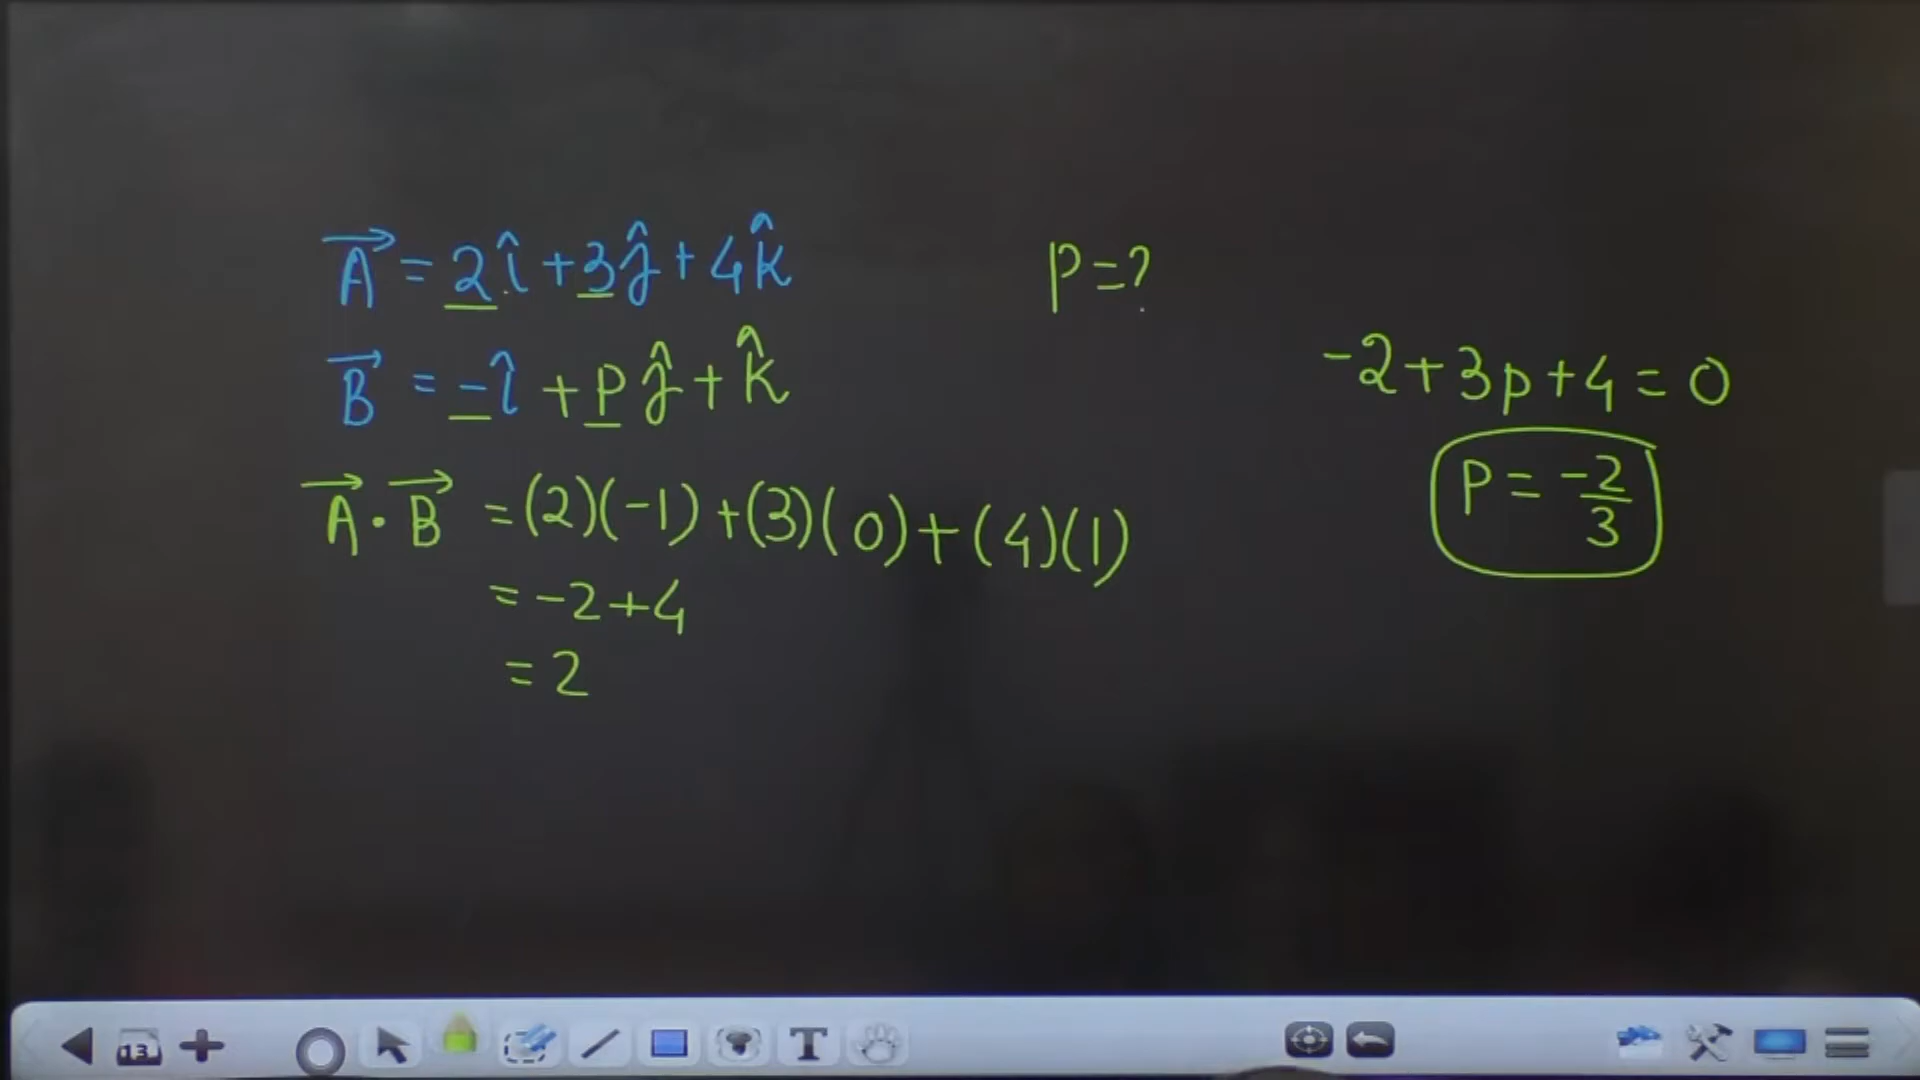 A⃗ = 2î + 3ĵ + 4k̂
B⃗ = -î + pĵ + k̂
A⃗ · B⃗ = (2)(-1) + (3)(0) + (4)(1)
= -2 + 4
= 2
p = ?
-2 + 3p + 4 = 0
p = -2/3
13
T